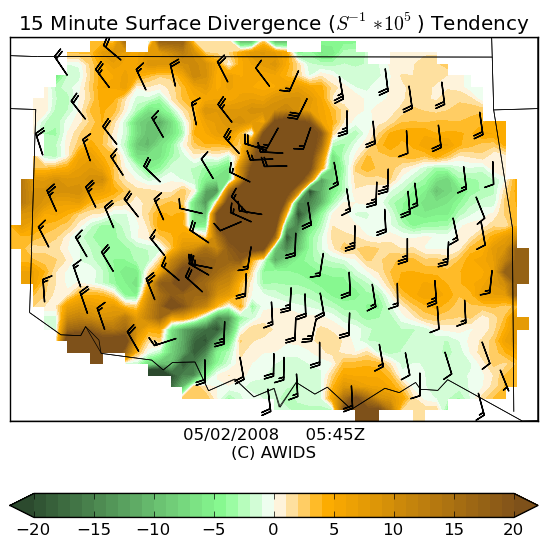 15 Minute Surface Divergence (S⁻¹ *10⁵ ) Tendency
05/02/2008 05:45Z
(C) AWIDS
−20 −15 −10 −5 0 5 10 15 20